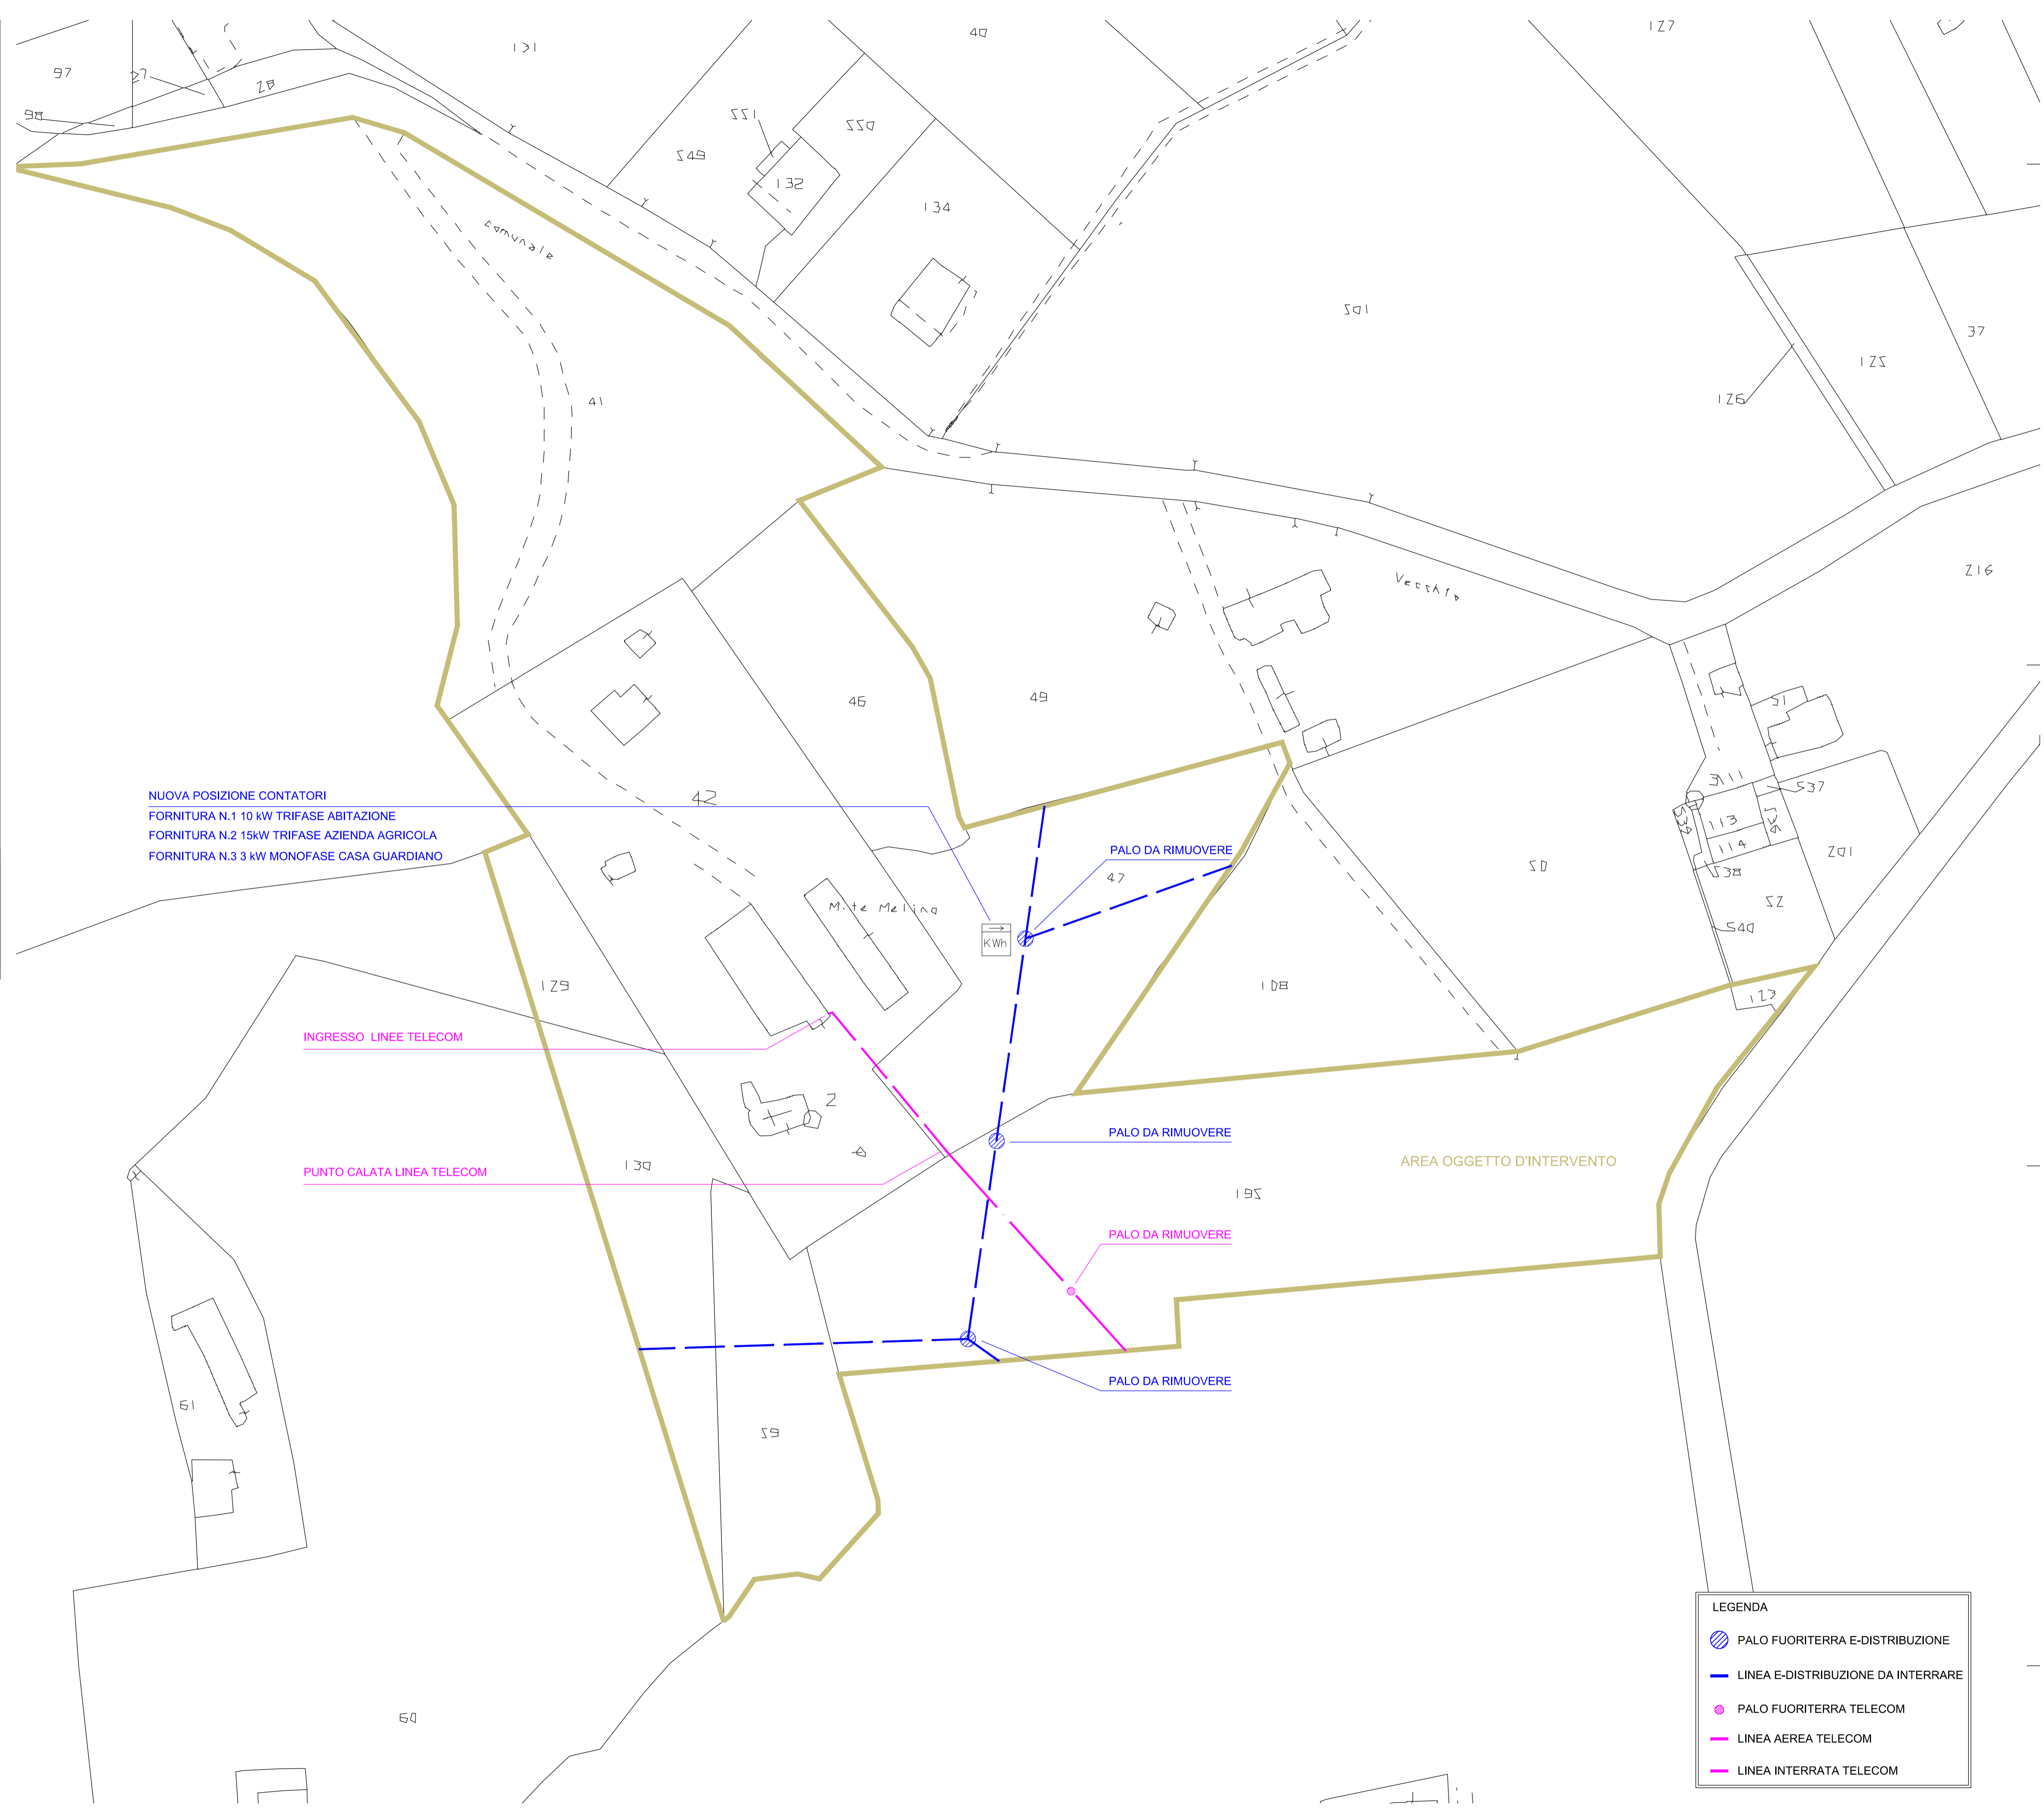 131
40
127
97
27
28
98
551
550
549
132
134
comunale
501
37
125
126
41
216
Vecchia
46
49
51
537
42
NUOVA POSIZIONE CONTATORI
FORNITURA N.1 10 kW TRIFASE ABITAZIONE
FORNITURA N.2 15kW TRIFASE AZIENDA AGRICOLA
FORNITURA N.3 3 kW MONOFASE CASA GUARDIANO
PALO DA RIMUOVERE
47
50
113
114
539
536
538
201
52
540
M.te Melino
KWh
129
108
123
INGRESSO LINEE TELECOM
2
PALO DA RIMUOVERE
130
PUNTO CALATA LINEA TELECOM
AREA OGGETTO D'INTERVENTO
195
PALO DA RIMUOVERE
PALO DA RIMUOVERE
61
59
60
LEGENDA
PALO FUORITERRA E-DISTRIBUZIONE
LINEA E-DISTRIBUZIONE DA INTERRARE
PALO FUORITERRA TELECOM
LINEA AEREA TELECOM
LINEA INTERRATA TELECOM